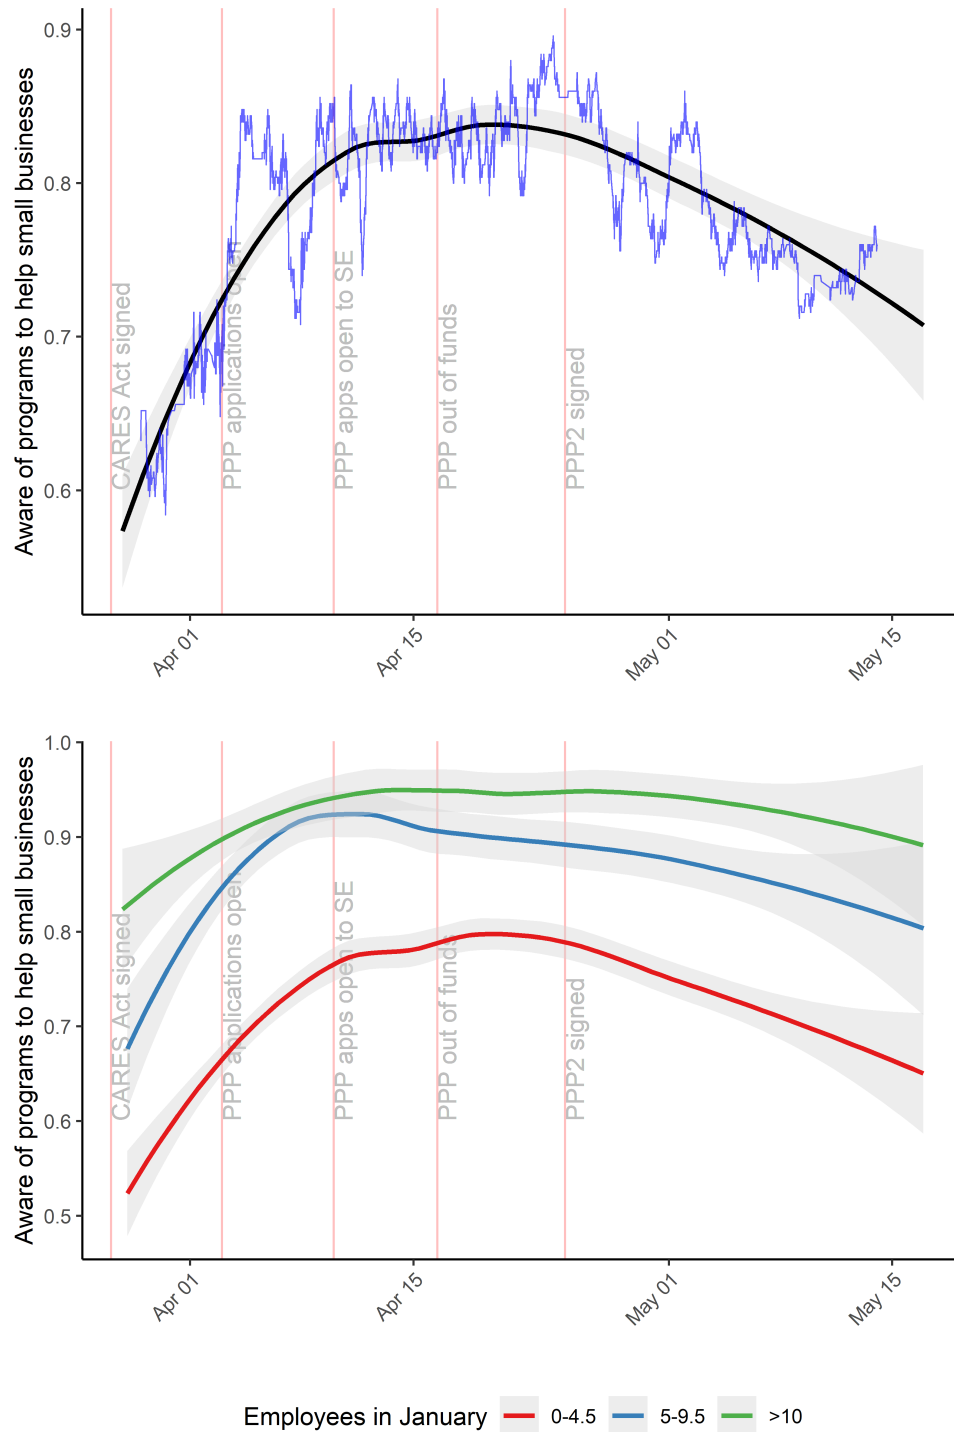 Aware of programs to help small businesses
0.9
0.8
0.7
0.6
CARES Act signed
PPP applications open
PPP apps open to SE
PPP out of funds
PPP2 signed
Apr 01
Apr 15
May 01
May 15
Aware of programs to help small businesses
1.0
0.9
0.8
0.7
0.6
0.5
CARES Act signed
PPP applications open
PPP apps open to SE
PPP out of funds
PPP2 signed
Apr 01
Apr 15
May 01
May 15
Employees in January 0-4.5 5-9.5 >10